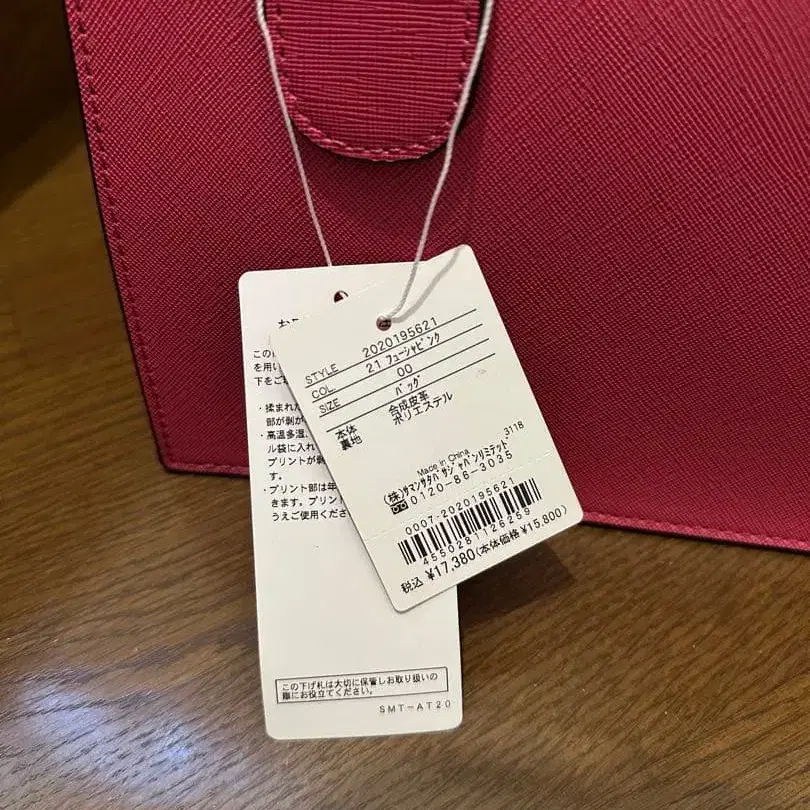 STYLE 2020195621
COL. 21 フューシャピンク
SIZE 00
バッグ
本体 合成皮革
裏地 ポリエステル
3118
Made in China
(株)サマンサタバサジャパンリミテッド
0120-86-3035
0007-2020195621
4550281126269
税込 ¥17,380(本体価格 ¥15,800)
この
を用い
下をご
・揉まれた
部が剥が
・高温多湿、
ル袋に入れ
プリントが剥
す。
・プリント部は年
きます。プリン
うえご使用くださ
この下げ札は大切に保管しお取り扱いの
際にお役立てください。
SMT-AT20